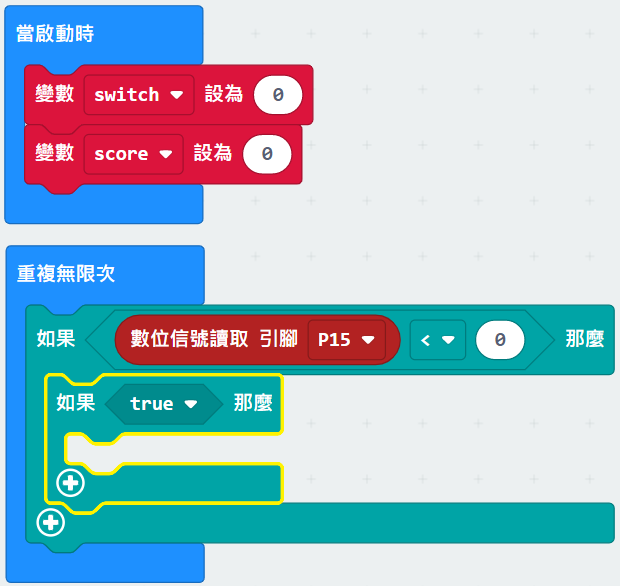 當啟動時
變數 switch 設為 0
變數 score 設為 0
重複無限次
如果 數位信號讀取 引腳 P15 < 0 那麼
如果 true 那麼